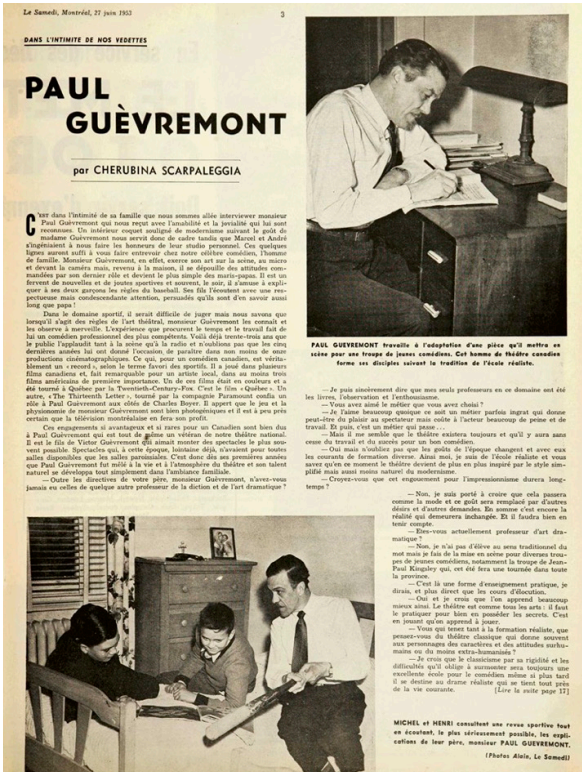 Le Samedi, Montréal, 27 juin 1953
3
DANS L'INTIMITE DE NOS VEDETTES
PAUL
GUÈVREMONT
par CHERUBINA SCARPALEGGIA
C'EST dans l'intimité de sa famille que nous sommes allée interviewer monsieur
Paul Guèvremont qui nous reçut avec l'amabilité et la jovialité qui lui sont
reconnues. Un intérieur coquet souligné de modernisme suivant le goût de
madame Guèvremont nous servit donc de cadre tandis que Marcel et André
s'ingénisaient à nous faire les honneurs de leur studio personnel. Ces quelques
lignes auront suffi à vous faire entrevoir chez notre célèbre comédien, l'homme
de famille. Monsieur Guèvremont, en effet, exerce son art sur la scène, au micro
et devant la caméra mais, revenu à la maison, il se dépouille des attitudes com-
mandées par son dernier rôle et devient le plus simple des maris-papas. Il est un
fervent de nouvelles et de joutes sportives et souvent, le soir, il s'amuse à expli-
quer à ses deux garçons les règles du baseball. Ses fils l'écoutent avec une res-
pectueuse mais condescendante attention, persuadés qu'ils sont d'en savoir aussi
long que papa !
Dans le domaine sportif, il serait difficile de juger mais nous savons que
lorsqu'il s'agit des règles de l'art théâtral, monsieur Guèvremont les connaît et
les observe à merveille. L'expérience que procurent le temps et le travail fait de
lui un comédien professionnel des plus compétents. Voilà déjà trente-trois ans que
le public l'applaudit tant à la scène qu'à la radio et n'oublions pas que les cinq
dernières années lui ont donné l'occasion de paraître dans non moins de onze
productions cinématographiques. Ce qui, pour un comédien canadien, est vérita-
blement un « record », selon le terme favori des sportifs. Il a joué dans plusieurs
films canadiens et, fait remarquable pour un artiste local, dans au moins trois
films américains de première importance. Un de ces films était en couleurs et a
été tourné à Québec par la Twentieth-Century-Fox. C'est le film « Québec ». Un
autre, « The Thirteenth Letter », tourné par la compagnie Paramount confia un
rôle à Paul Guèvremont aux côtés de Charles Boyer. Il appert que le jeu et la
physionomie de monsieur Guèvremont sont bien photogéniques et il est à peu près
certain que la télévision montréalaise en fera son profit.
Ces engagements si avantageux et si rares pour un Canadien sont bien dus
à Paul Guèvremont qui est tout de même un vétéran de notre théâtre national.
Il est le fils de Victor Guèvremont qui aimait monter des spectacles le plus sou-
vent possible. Spectacles qui, à cette époque, lointaine déjà, n'avaient pour toutes
salles disponibles que les salles paroissiales. C'est donc dès ses premières années
que Paul Guèvremont fut mêlé à la vie et à l'atmosphère du théâtre et son talent
naturel se développa tout simplement dans l'ambiance familiale.
—Outre les directives de votre père, monsieur Guèvremont, n'avez-vous
jamais eu celles de quelque autre professeur de la diction et de l'art dramatique ?
PAUL GUEVREMONT travaille à l'adaptation d'une pièce qu'il mettra en
scène pour une troupe de jeunes comédiens. Cet homme de théâtre canadien
forme ses disciples suivant la tradition de l'école réaliste.
—Je puis sincèrement dire que mes seuls professeurs en ce domaine ont été
les livres, l'observation et l'enthousiasme.
—Vous avez aimé le métier que vous avez choisi ?
—Je l'aime beaucoup quoique ce soit un métier parfois ingrat qui donne
peut-être du plaisir au spectateur mais coûte à l'acteur beaucoup de peine et de
travail. Et puis, c'est un métier qui passe . . .
—Mais il me semble que le théâtre existera toujours et qu'il y aura sans
cesse du travail et du succès pour un bon comédien.
—Oui mais n'oubliez pas que les goûts de l'époque changent et avec eux
les courants de formation diverse. Ainsi moi, je suis de l'école réaliste et vous
savez qu'en ce moment le théâtre devient de plus en plus inspiré par le style sim-
plifié mais aussi moins naturel du modernisme.
—Croyez-vous que cet engouement pour l'impressionnisme durera long-
temps ?
—Non, je suis porté à croire que cela passera
comme la mode et ce goût sera remplacé par d'autres
désirs et d'autres demandes. En somme c'est encore la
réalité qui demeurera inchangée. Et il faudra bien en
tenir compte.
—Etes-vous actuellement professeur d'art dra-
matique ?
—Non, je n'ai pas d'élève au sens traditionnel du
mot mais je fais de la mise en scène pour diverses trou-
pes de jeunes comédiens, notamment la troupe de Jean-
Paul Kingsley qui, cet été fera une tournée dans toute
la province.
—C'est là une forme d'enseignement pratique, je
dirais, et plus direct que les cours d'élocution.
—Oui et je crois que l'on apprend beaucoup
mieux ainsi. Le théâtre est comme tous les arts : il faut
le pratiquer pour bien en posséder les secrets. C'est
en jouant qu'on apprend à jouer.
—Vous qui tenez tant à la formation réaliste, que
pensez-vous du théâtre classique qui donne souvent
aux personnages des caractères et des attitudes surhu-
mains ou du moins extra-humanisés ?
—Je crois que le classicisme par sa rigidité et les
difficultés qu'il oblige à surmonter sera toujours une
excellente école pour le comédien même si plus tard
il se destine au drame réaliste qui se tient tout près
de la vie courante. [Lire la suite page 17]
MICHEL et HENRI consultent une revue sportive tout
en écoutant, le plus sérieusement possible, les expli-
cations de leur père, monsieur PAUL GUEVREMONT.
(Photos Alain, Le Samedi)